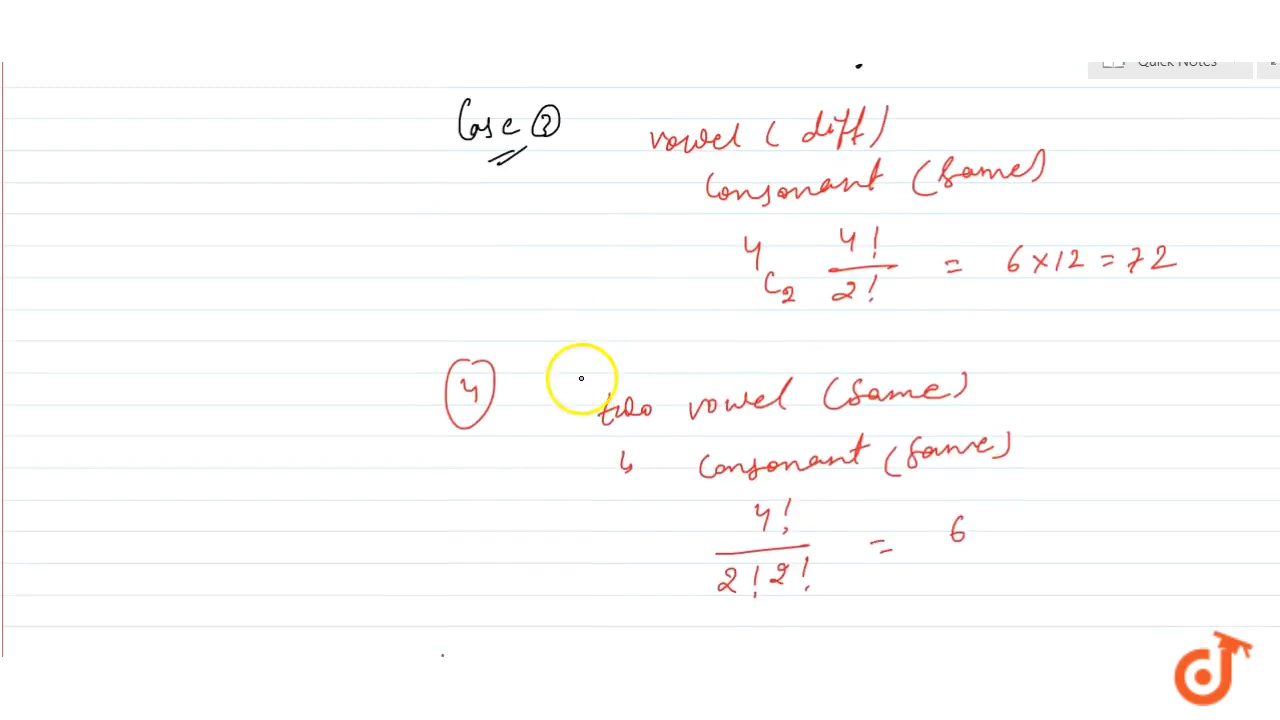 Quick Notes
Case ③
vowel (diff)
Consonant (same)
4C2 4!/2! = 6×12=72
④ two vowel (same)
Consonant (same)
4!/2!2! = 6